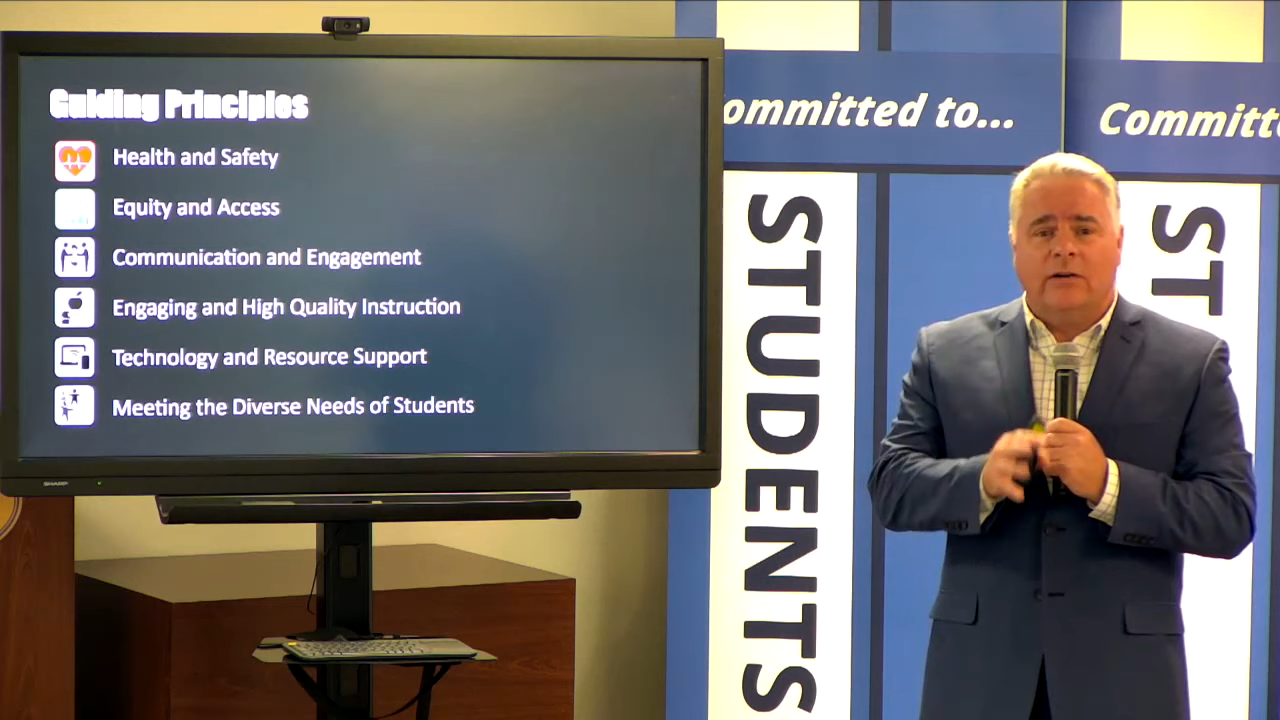 Guiding Principles
Health and Safety
Equity and Access
Communication and Engagement
Engaging and High Quality Instruction
Technology and Resource Support
Meeting the Diverse Needs of Students
SHARP
ommitted to...
STUDENTS
Committ
ST